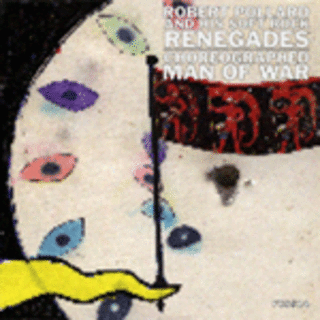 ROBERT POLLARD
AND HIS SOFT ROCK
RENEGADES
CHOREOGRAPHED
MAN OF WAR